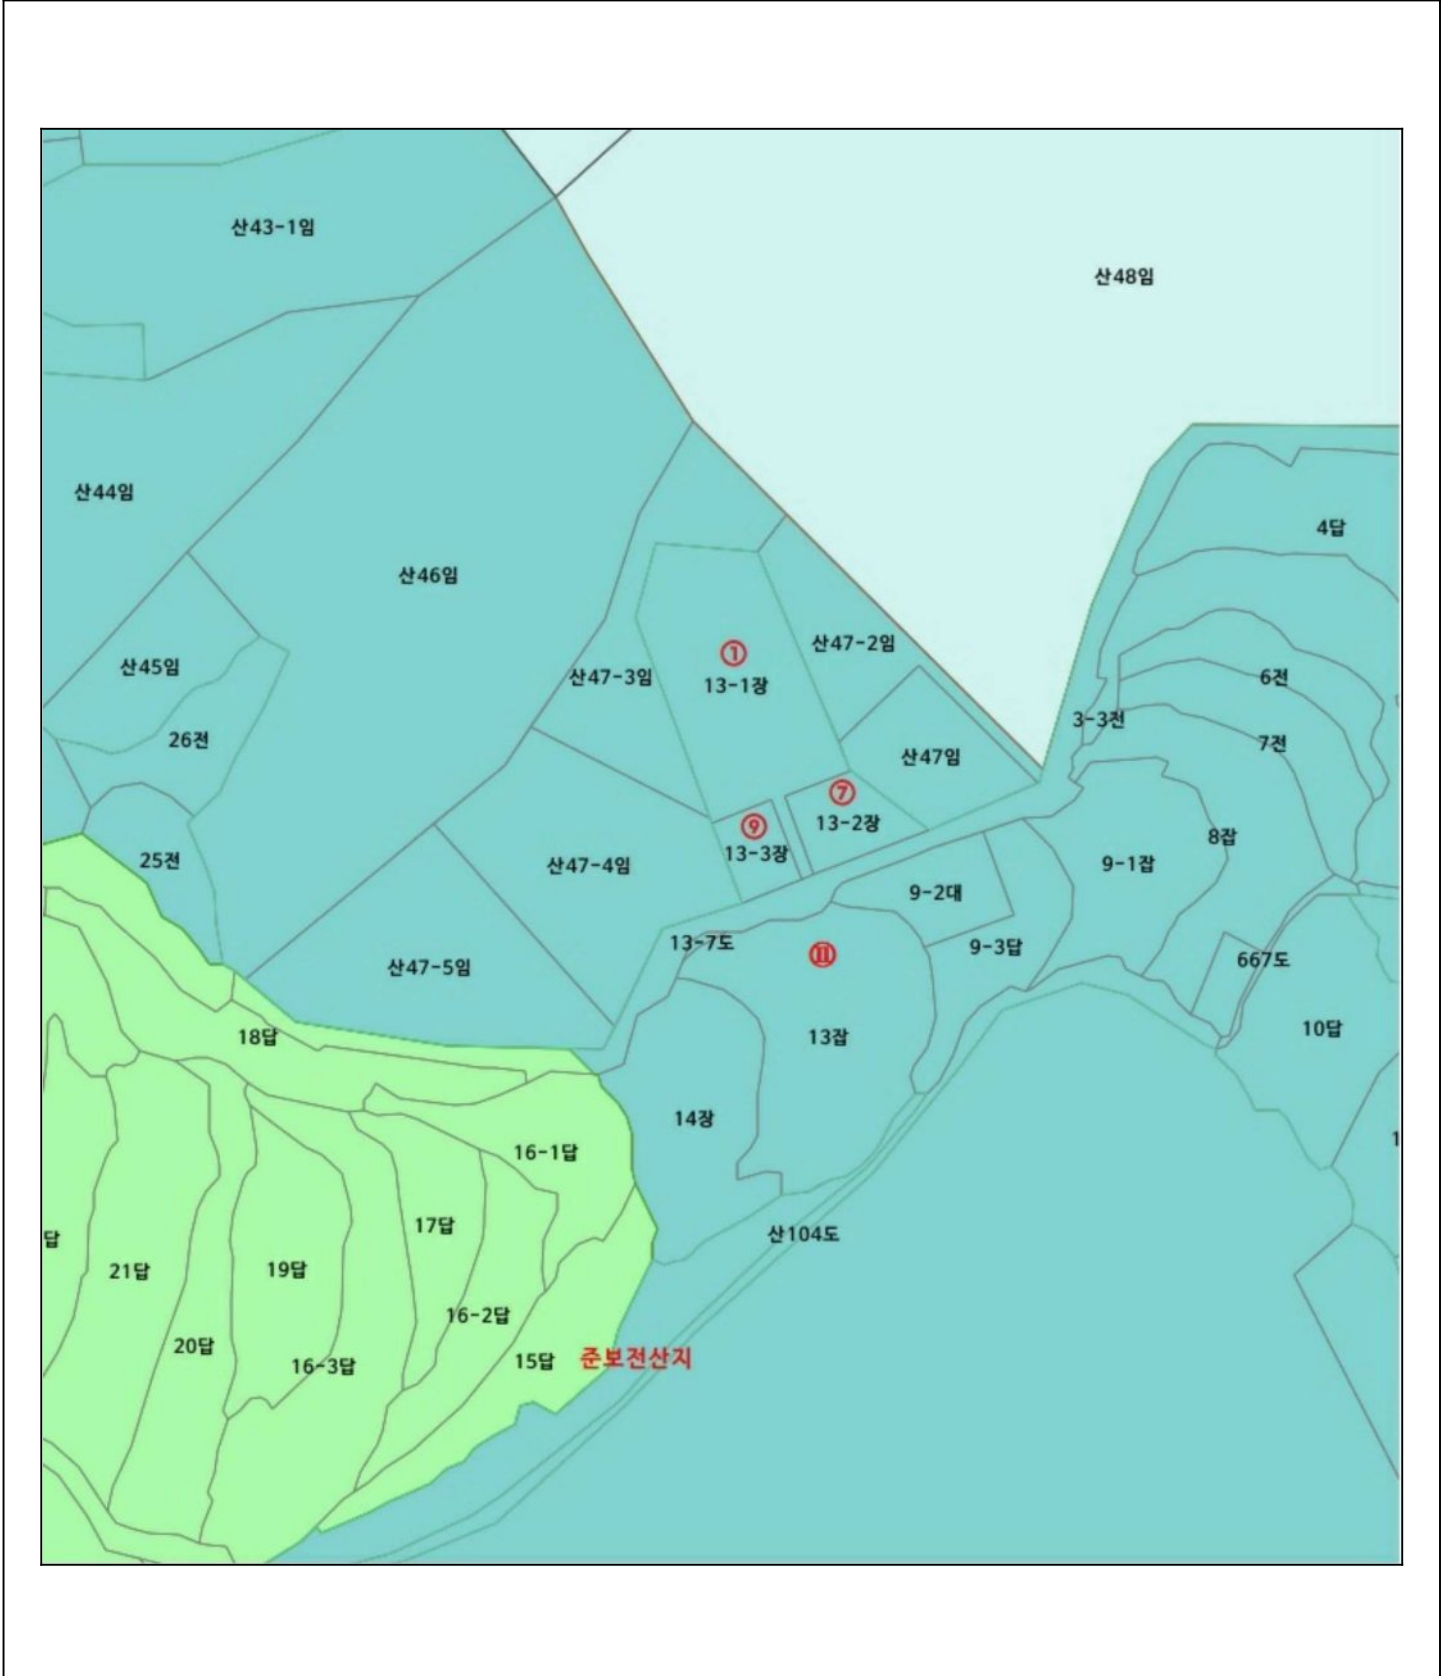 산43-1임
산48임
산44임
4답
산46임
산47-2임
①
산45임
산47-3임
13-1장
6전
3-3전
26전
7전
산47임
⑦
13-2장
⑨
8잡
13-3장
25전
산47-4임
9-1잡
9-2대
13-7도
9-3답
⑪
667도
산47-5임
18답
13잡
10답
14장
1
16-1답
17답
산104도
답
21답
19답
16-2답
20답
16-3답
15답
준보전산지